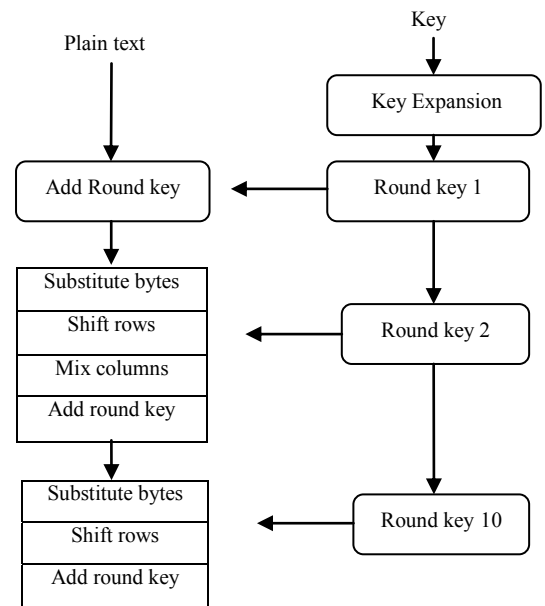 Key
Plain text
Key Expansion
Add Round key
Round key 1
Substitute bytes
Shift rows
Mix columns
Add round key
Round key 2
Substitute bytes
Shift rows
Add round key
Round key 10